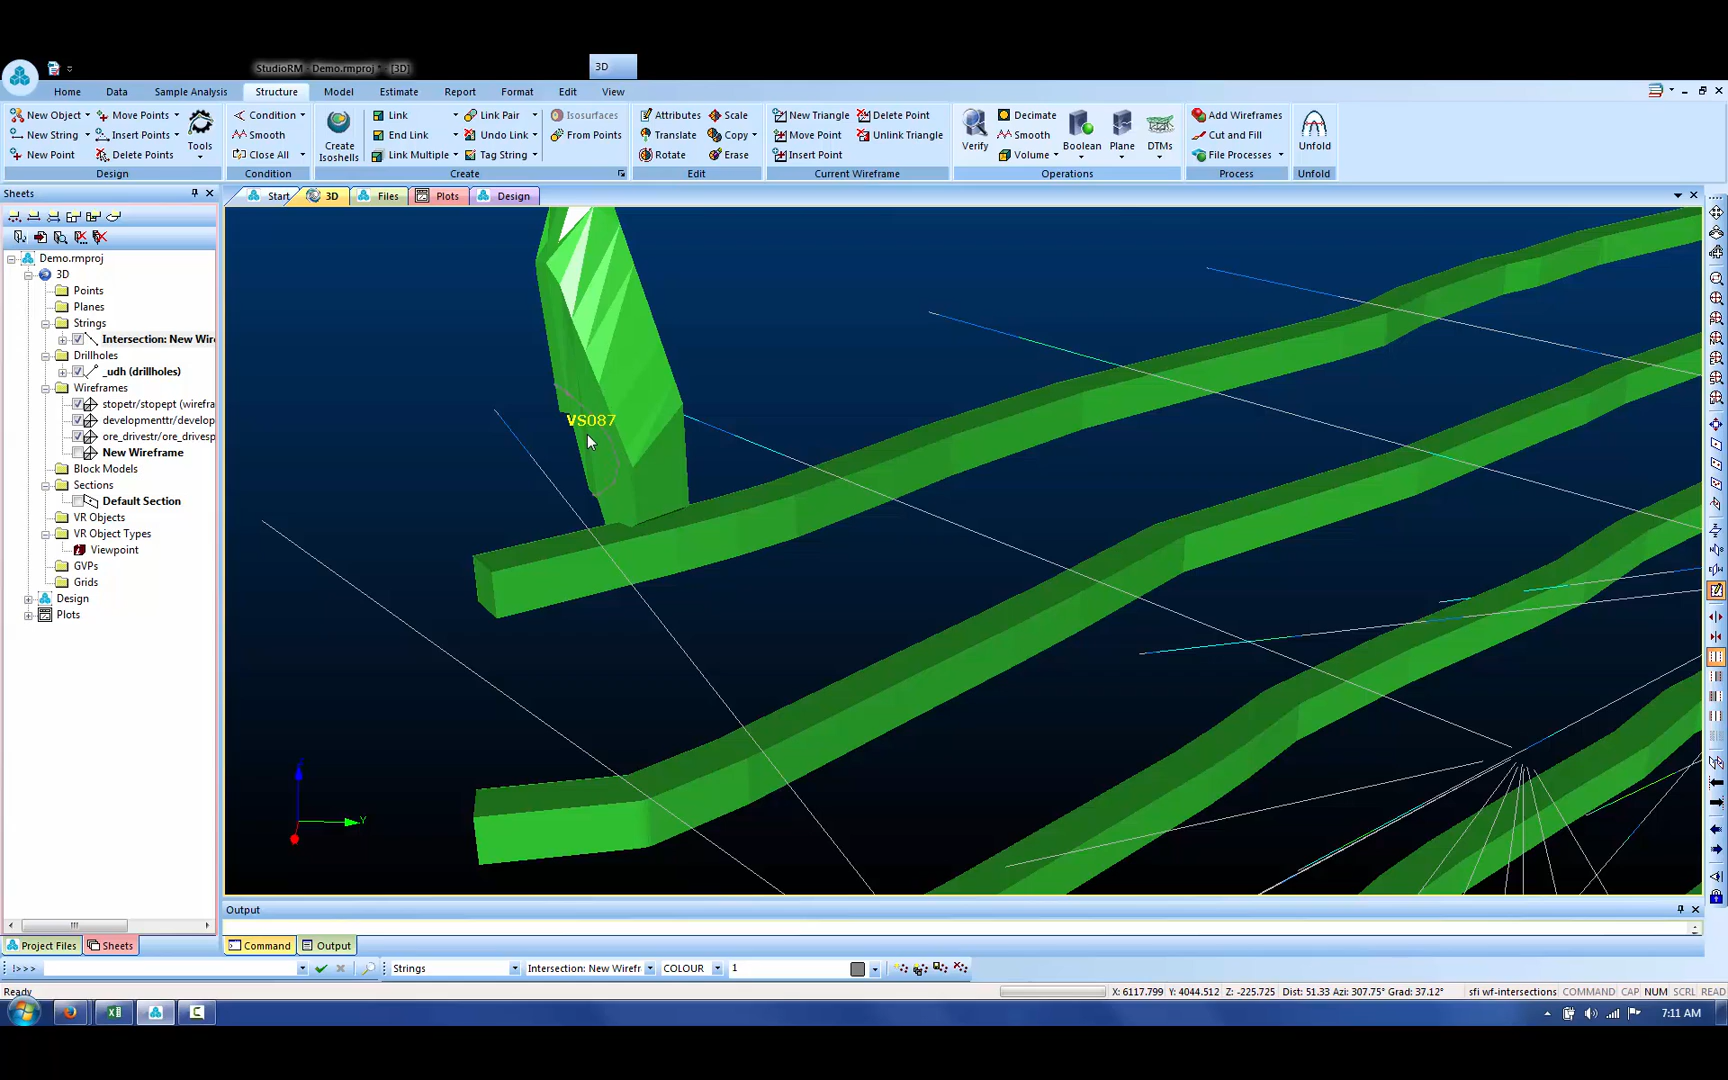 StudioRM - Demo.rmproj * - [3D]
3D
Home Data Sample Analysis Structure Model Estimate Report Format Edit View
New Object Move Points Condition Link Link Pair Isosurfaces Attributes Scale New Triangle Delete Point Decimate Add Wireframes
New String Insert Points Smooth End Link Undo Link From Points Translate Copy Move Point Unlink Triangle Smooth Cut and Fill
New Point Delete Points Tools Close All Create Isoshells Link Multiple Tag String Rotate Erase Insert Point Verify Volume Boolean Plane DTMs File Processes Unfold
Design Condition Create Edit Current Wireframe Operations Process Unfold
Sheets
Start 3D Files Plots Design
Demo.rmproj
3D
Points
Planes
Strings
Intersection: New Wir
Drillholes
_udh (drillholes)
Wireframes
stopetr/stopept (wirefra
developmenttr/develop
ore_drivestr/ore_drivesp
New Wireframe
Block Models
Sections
Default Section
VR Objects
VR Object Types
Viewpoint
GVPs
Grids
Design
Plots
VS087
Z
Y
Output
Project Files Sheets Command Output
!>>> Strings Intersection: New Wirefr COLOUR 1
Ready X: 6117.799 Y: 4044.512 Z: -225.725 Dist: 51.33 Azi: 307.75° Grad: 37.12° sfi wf-intersections COMMAND CAP NUM SCRL READ
7:11 AM